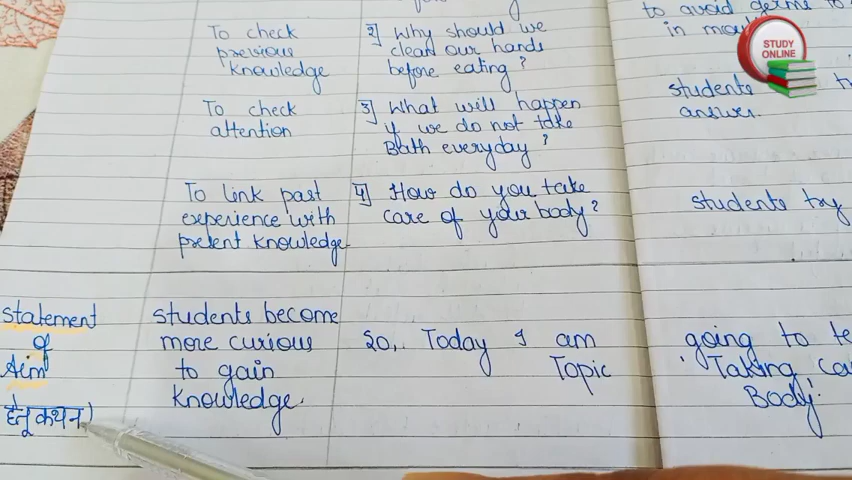 to avoid germs
in
STUDY
ONLINE
To check
previous
knowledge
2] Why should we
clean our hands
before eating?
students
answer.
To check
attention
3] What will happen
if we do not take
Bath everyday?
To link past
experience with
present knowledge
4] How do you take
care of your body?
students try
statement
of
Aim
हेतूकथन)
students become
more curious
to gain
knowledge.
So,. Today I am going to
Topic 'Taking
Body'.